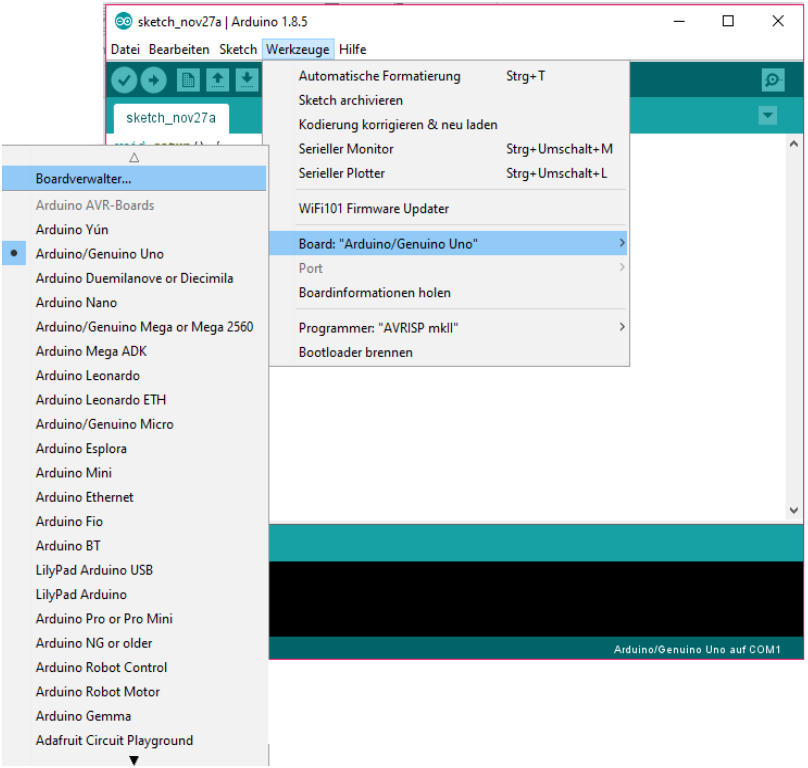 sketch_nov27a | Arduino 1.8.5
Datei Bearbeiten Sketch Werkzeuge Hilfe
sketch_nov27a
Automatische Formatierung Strg+T
Sketch archivieren
Kodierung korrigieren & neu laden
Serieller Monitor Strg+Umschalt+M
Serieller Plotter Strg+Umschalt+L
WiFi101 Firmware Updater
Board: "Arduino/Genuino Uno"
Port
Boardinformationen holen
Programmer: "AVRISP mkII"
Bootloader brennen
Boardverwalter...
Arduino AVR-Boards
Arduino Yún
Arduino/Genuino Uno
Arduino Duemilanove or Diecimila
Arduino Nano
Arduino/Genuino Mega or Mega 2560
Arduino Mega ADK
Arduino Leonardo
Arduino Leonardo ETH
Arduino/Genuino Micro
Arduino Esplora
Arduino Mini
Arduino Ethernet
Arduino Fio
Arduino BT
LilyPad Arduino USB
LilyPad Arduino
Arduino Pro or Pro Mini
Arduino NG or older
Arduino Robot Control
Arduino Robot Motor
Arduino Gemma
Adafruit Circuit Playground
Arduino/Genuino Uno auf COM1